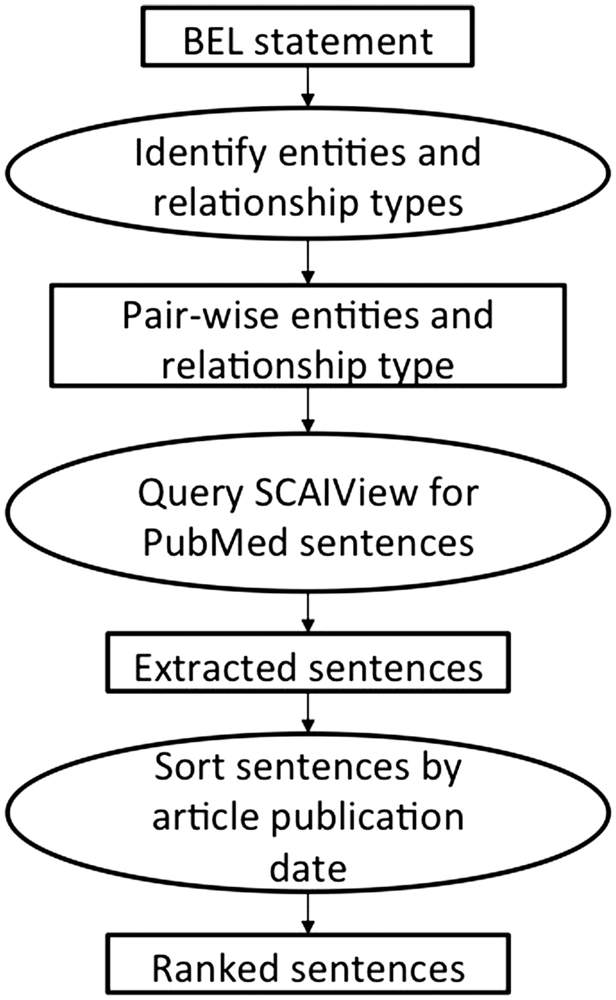 BEL statement
Identify entities and
relationship types
Pair-wise entities and
relationship type
Query SCAIView for
PubMed sentences
Extracted sentences
Sort sentences by
article publication
date
Ranked sentences